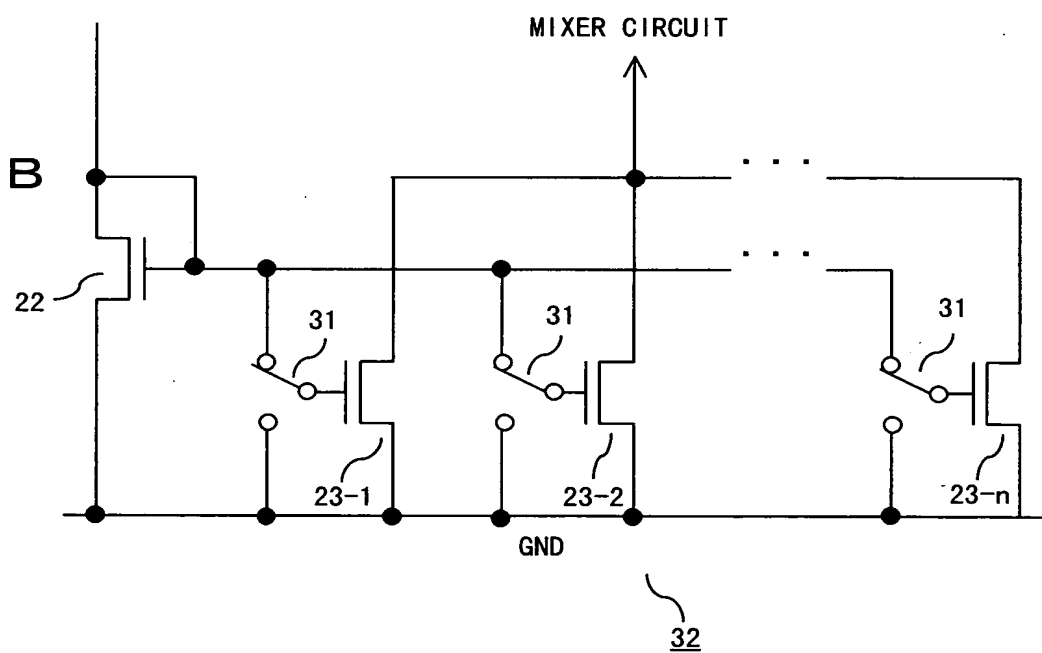 MIXER CIRCUIT
B
. . .
. . .
22
31
31
31
23-1
23-2
23-n
GND
32